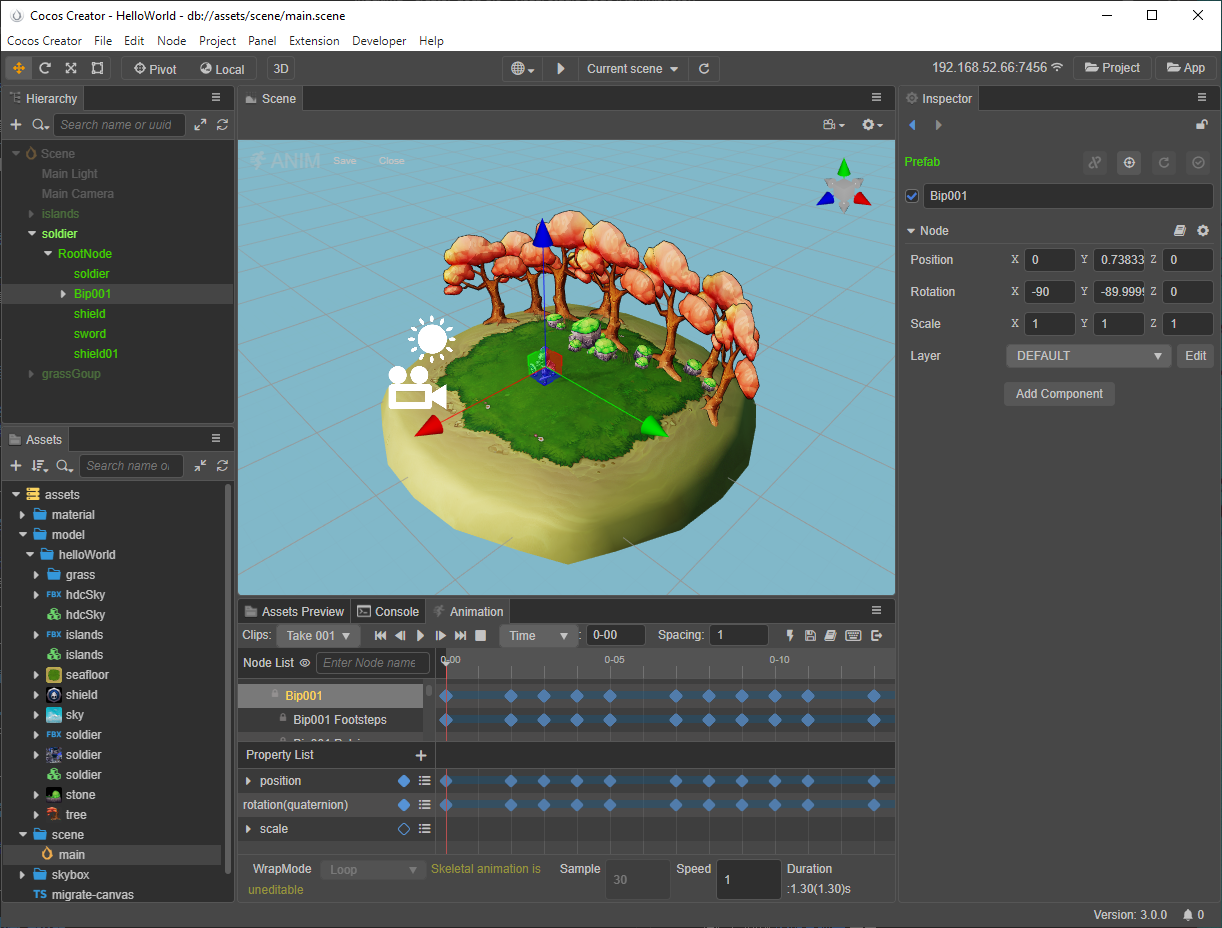 Cocos Creator - HelloWorld - db://assets/scene/main.scene
Cocos Creator File Edit Node Project Panel Extension Developer Help
Pivot Local 3D Current scene 192.168.52.66:7456 Project App
Hierarchy
Search name or uuid
Scene
Main Light
Main Camera
islands
soldier
RootNode
soldier
Bip001
shield
sword
shield01
grassGoup
Assets
Search name or
assets
material
model
helloWorld
grass
FBX hdcSky
hdcSky
FBX islands
islands
seafloor
shield
sky
FBX soldier
soldier
soldier
stone
tree
scene
main
skybox
TS migrate-canvas
Scene
ANIM Save Close
Assets Preview Console Animation
Clips: Take 001 Time : 0-00 Spacing: 1
Node List Enter Node name 0-00 0-05 0-10
Bip001
Bip001 Footsteps
Property List
position
rotation(quaternion)
scale
WrapMode Loop Skeletal animation is uneditable
Sample 30 Speed 1 Duration
:1.30(1.30)s
Inspector
Prefab
Bip001
Node
Position X 0 Y 0.73833 Z 0
Rotation X -90 Y -89.999 Z 0
Scale X 1 Y 1 Z 1
Layer DEFAULT Edit
Add Component
Version: 3.0.0 0